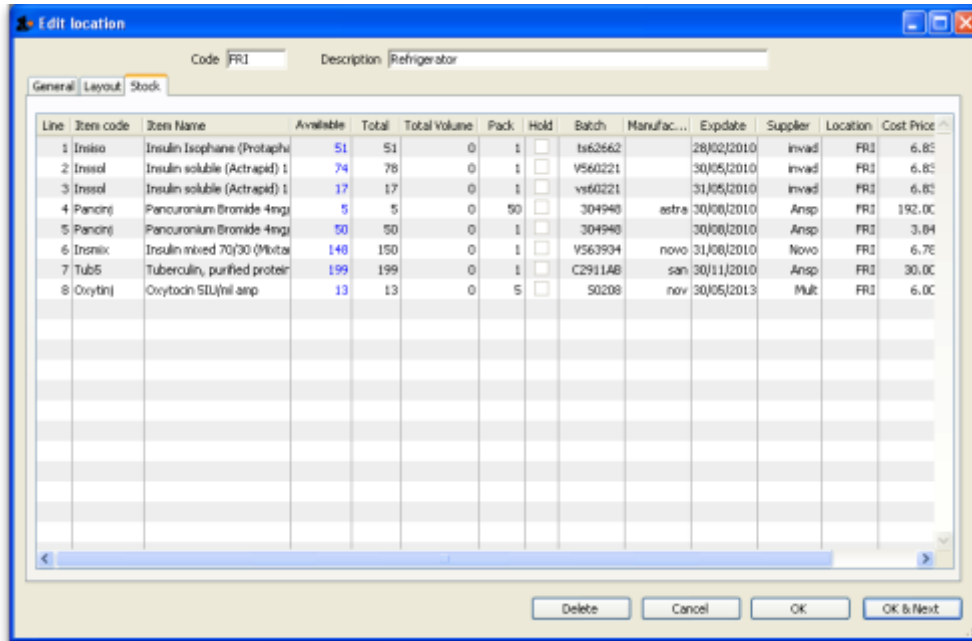 Edit location
Code FRI Description Refrigerator
General Layout Stock
Line Item code Item Name Available Total Total Volume Pack Hold Batch Manufac... Expdate Supplier Location Cost Price
1 Insiso Insulin Isophane (Protapha 51 51 0 1 ts62662 28/02/2010 invad FRI 6.83
2 Inssol Insulin soluble (Actrapid) 1 74 78 0 1 VS60221 30/05/2010 invad FRI 6.83
3 Inssol Insulin soluble (Actrapid) 1 17 17 0 1 vs60221 31/05/2010 invad FRI 6.83
4 Pancinj Pancuronium Bromide 4mg/ 5 5 0 50 304948 astra 30/08/2010 Ansp FRI 192.00
5 Pancinj Pancuronium Bromide 4mg/ 50 50 0 1 304948 30/08/2010 Ansp FRI 3.84
6 Insmix Insulin mixed 70/30 (Mixtar 148 150 0 1 VS63934 novo 31/08/2010 Novo FRI 6.78
7 Tub5 Tuberculin, purified protein 199 199 0 1 C2911AB san 30/11/2010 Ansp FRI 30.00
8 Oxytinj Oxytocin 5IU/ml amp 13 13 0 5 S0208 nov 30/05/2013 Mult FRI 6.00
Delete Cancel OK OK & Next